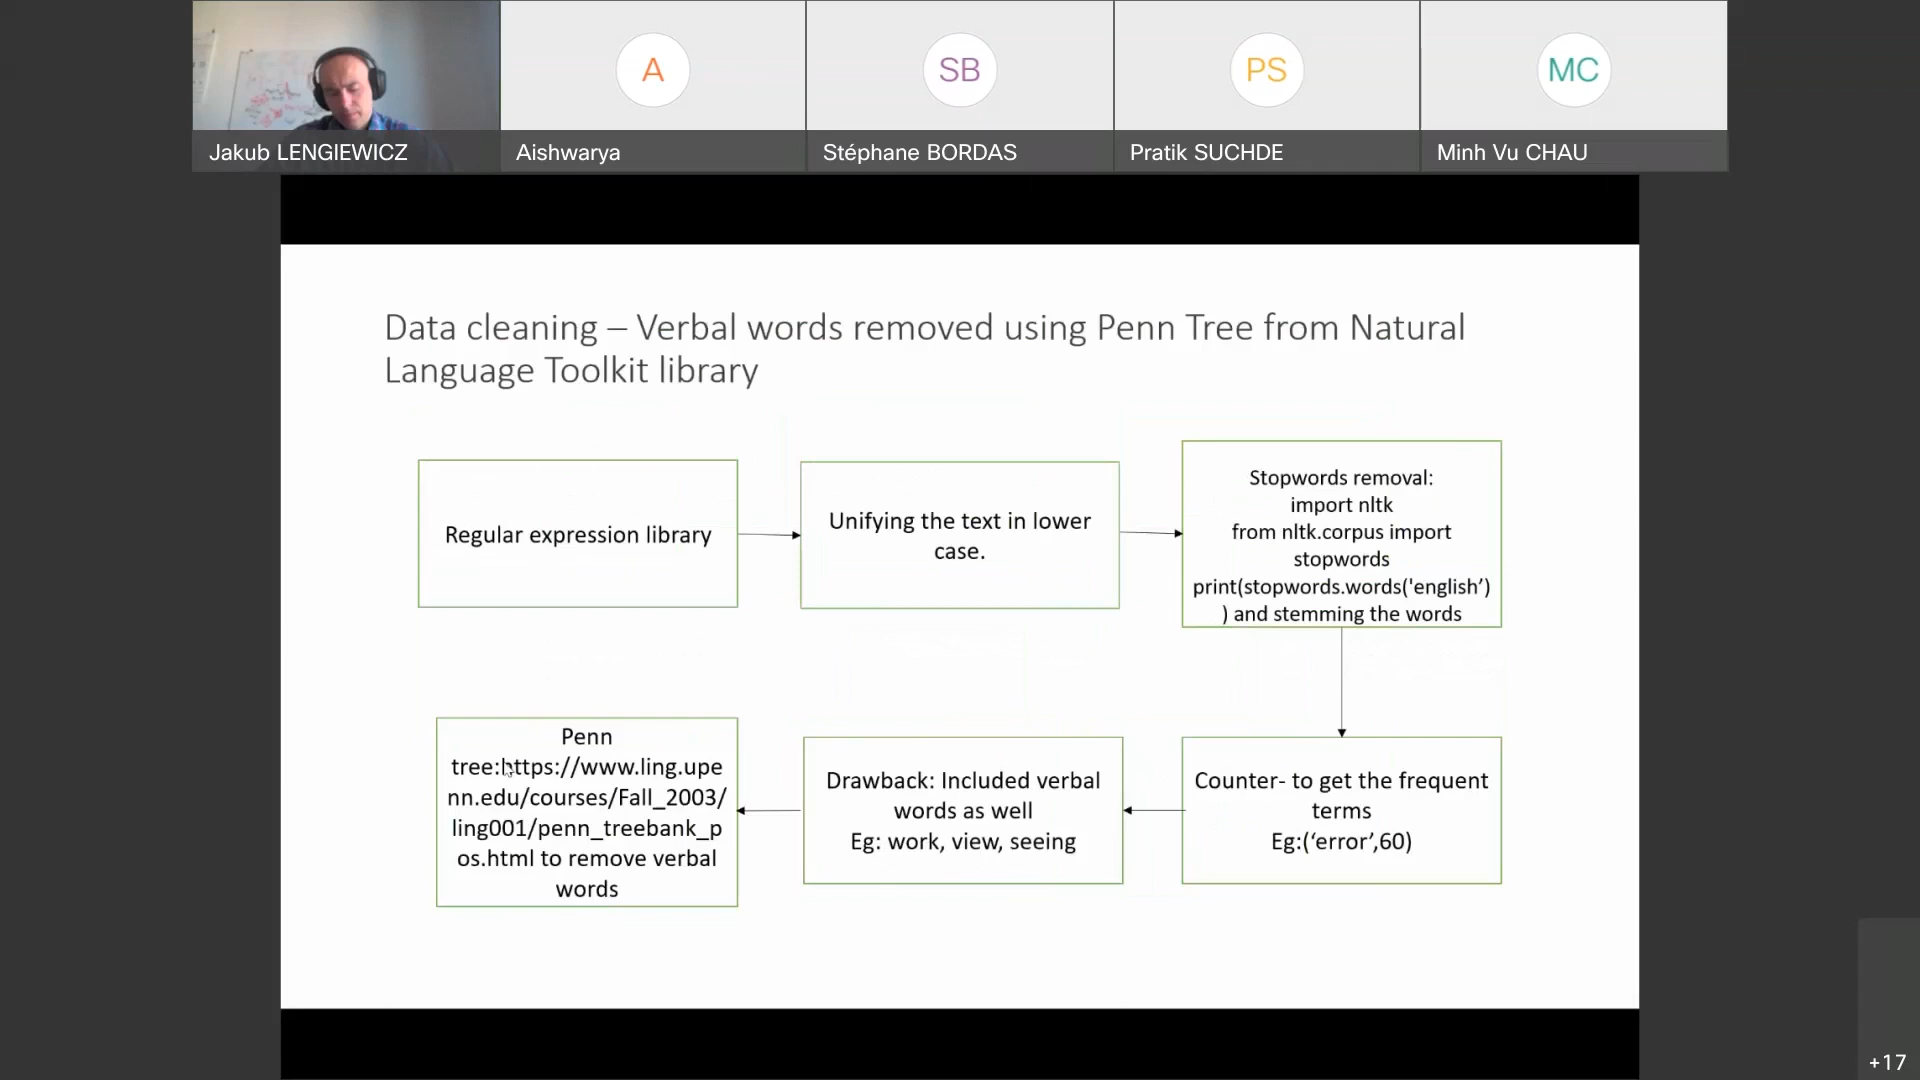 A
SB
PS
MC
Jakub LENGIEWICZ
Aishwarya
Stéphane BORDAS
Pratik SUCHDE
Minh Vu CHAU
Data cleaning – Verbal words removed using Penn Tree from Natural
Language Toolkit library
Regular expression library
Unifying the text in lower
case.
Stopwords removal:
import nltk
from nltk.corpus import
stopwords
print(stopwords.words('english’)
) and stemming the words
Counter- to get the frequent
terms
Eg:(‘error’,60)
Drawback: Included verbal
words as well
Eg: work, view, seeing
Penn
tree:https://www.ling.upe
nn.edu/courses/Fall_2003/
ling001/penn_treebank_p
os.html to remove verbal
words
+17